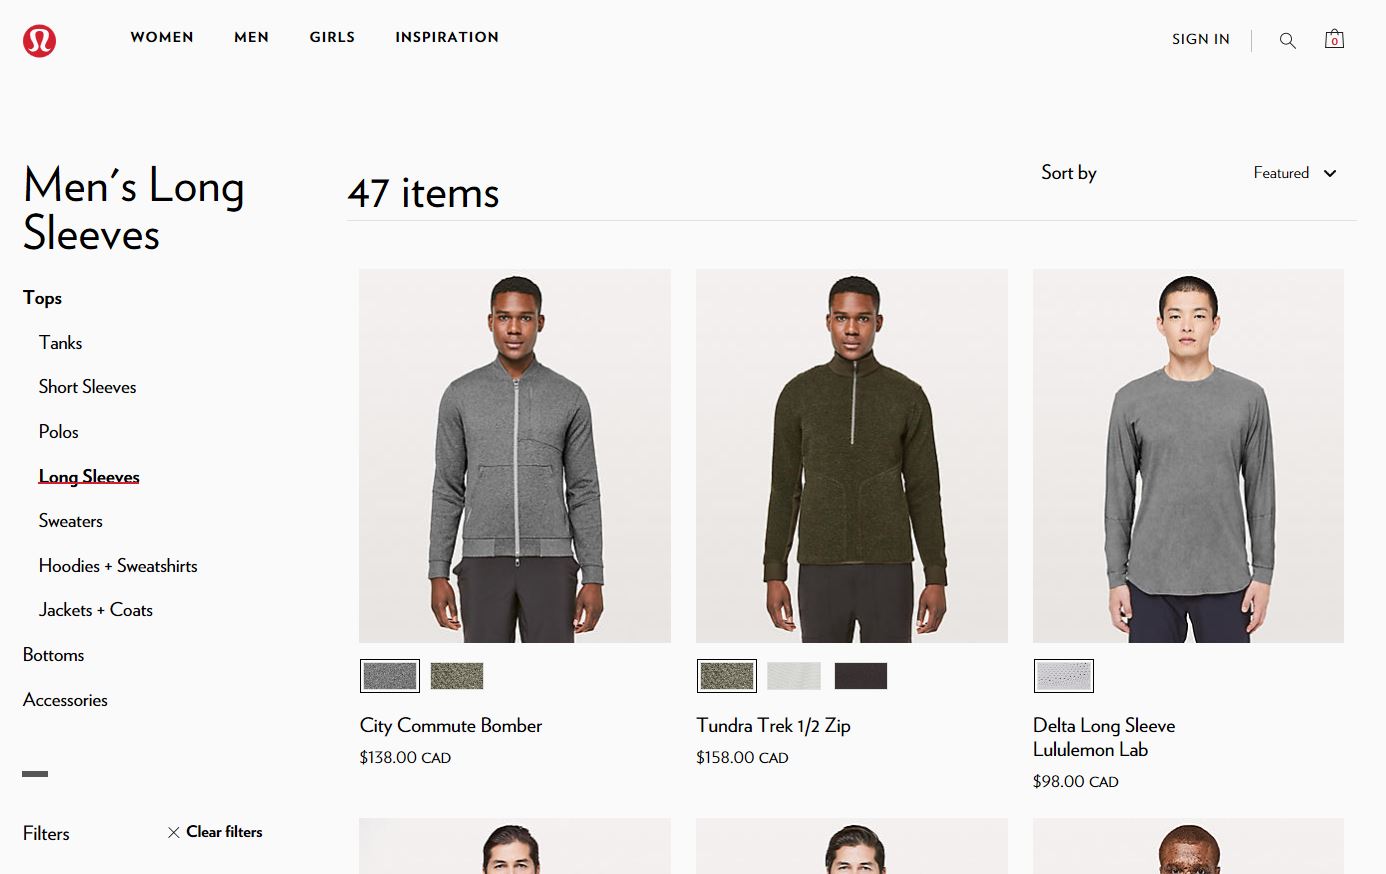 WOMEN MEN GIRLS INSPIRATION
SIGN IN
0
Men's Long
Sleeves
Tops
Tanks
Short Sleeves
Polos
Long Sleeves
Sweaters
Hoodies + Sweatshirts
Jackets + Coats
Bottoms
Accessories
Filters
Clear filters
47 items
Sort by
Featured
City Commute Bomber
$138.00 CAD
Tundra Trek 1/2 Zip
$158.00 CAD
Delta Long Sleeve
Lululemon Lab
$98.00 CAD